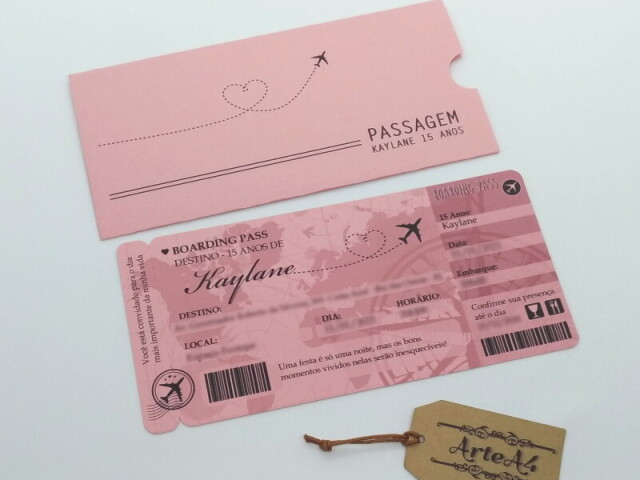 PASSAGEM
KAYLANE 15 ANOS
BOARDING PASS
DESTINO - 15 ANOS DE
Kaylane
DESTINO:
DIA:
HORÁRIO:
LOCAL:
Uma festa é só uma noite, mas os bons
momentos vividos nelas serão inesquecíveis!
Você está convidado para o dia
mais importante da minha vida
BOARDING PASS
15 Anos:
Kaylane
Data:
Embarque:
Confirme sua presença
até o dia
ArteA4